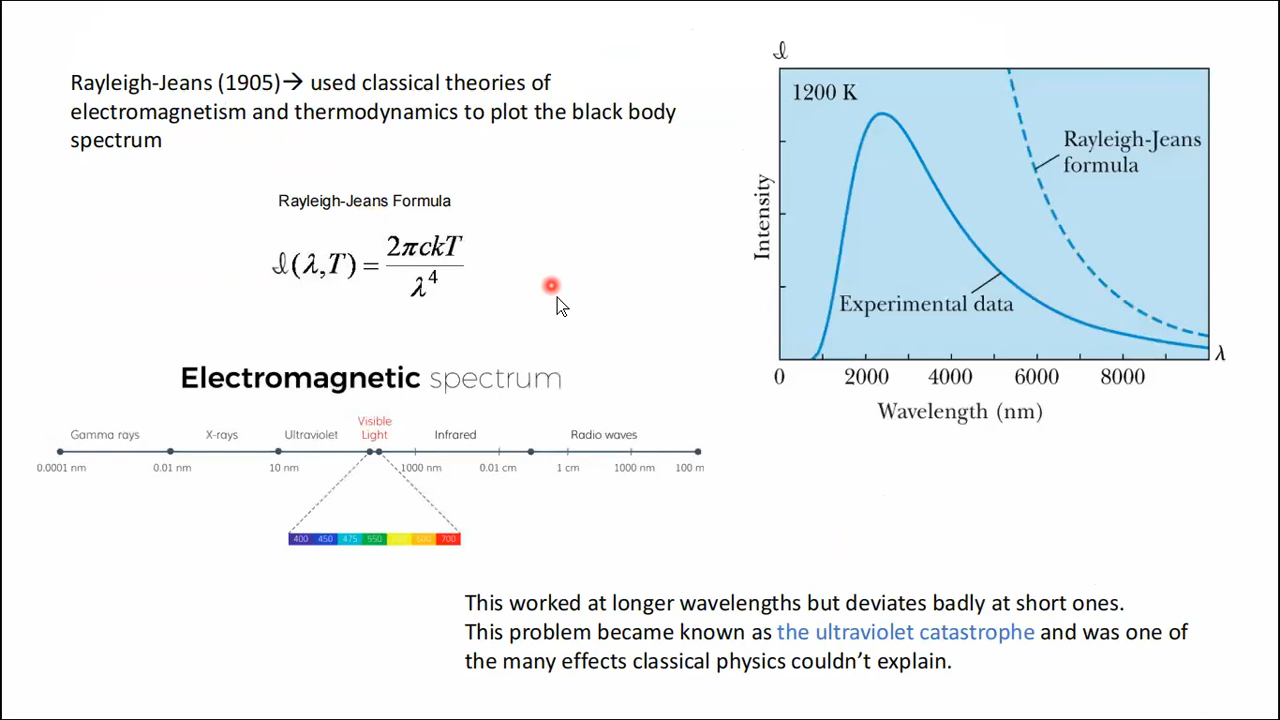 Rayleigh-Jeans (1905)→ used classical theories of
electromagnetism and thermodynamics to plot the black body
spectrum
Rayleigh-Jeans Formula
ℐ(λ,T) = 2πckT / λ⁴
Electromagnetic spectrum
Gamma rays X-rays Ultraviolet Visible Light Infrared Radio waves
0.0001 nm 0.01 nm 10 nm 1000 nm 0.01 cm 1 cm 1000 nm 100 m
400 450 475 550 600 700
ℐ
1200 K
Rayleigh-Jeans
formula
Intensity
Experimental data
λ
0 2000 4000 6000 8000
Wavelength (nm)
This worked at longer wavelengths but deviates badly at short ones.
This problem became known as the ultraviolet catastrophe and was one of
the many effects classical physics couldn't explain.